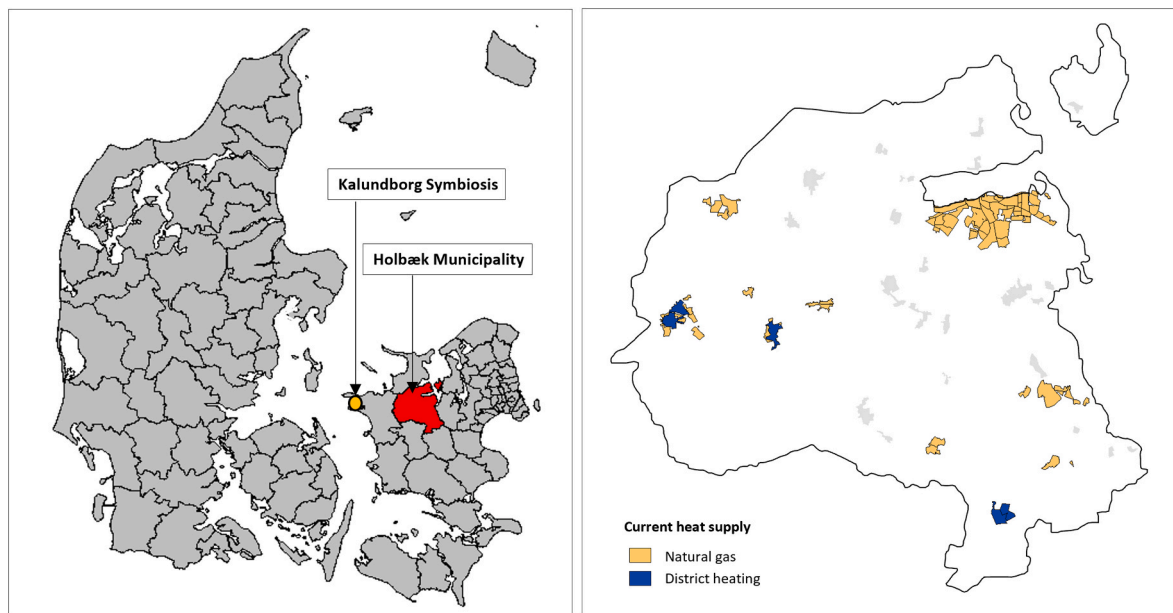 Kalundborg Symbiosis
Holbæk Municipality
Current heat supply
Natural gas
District heating